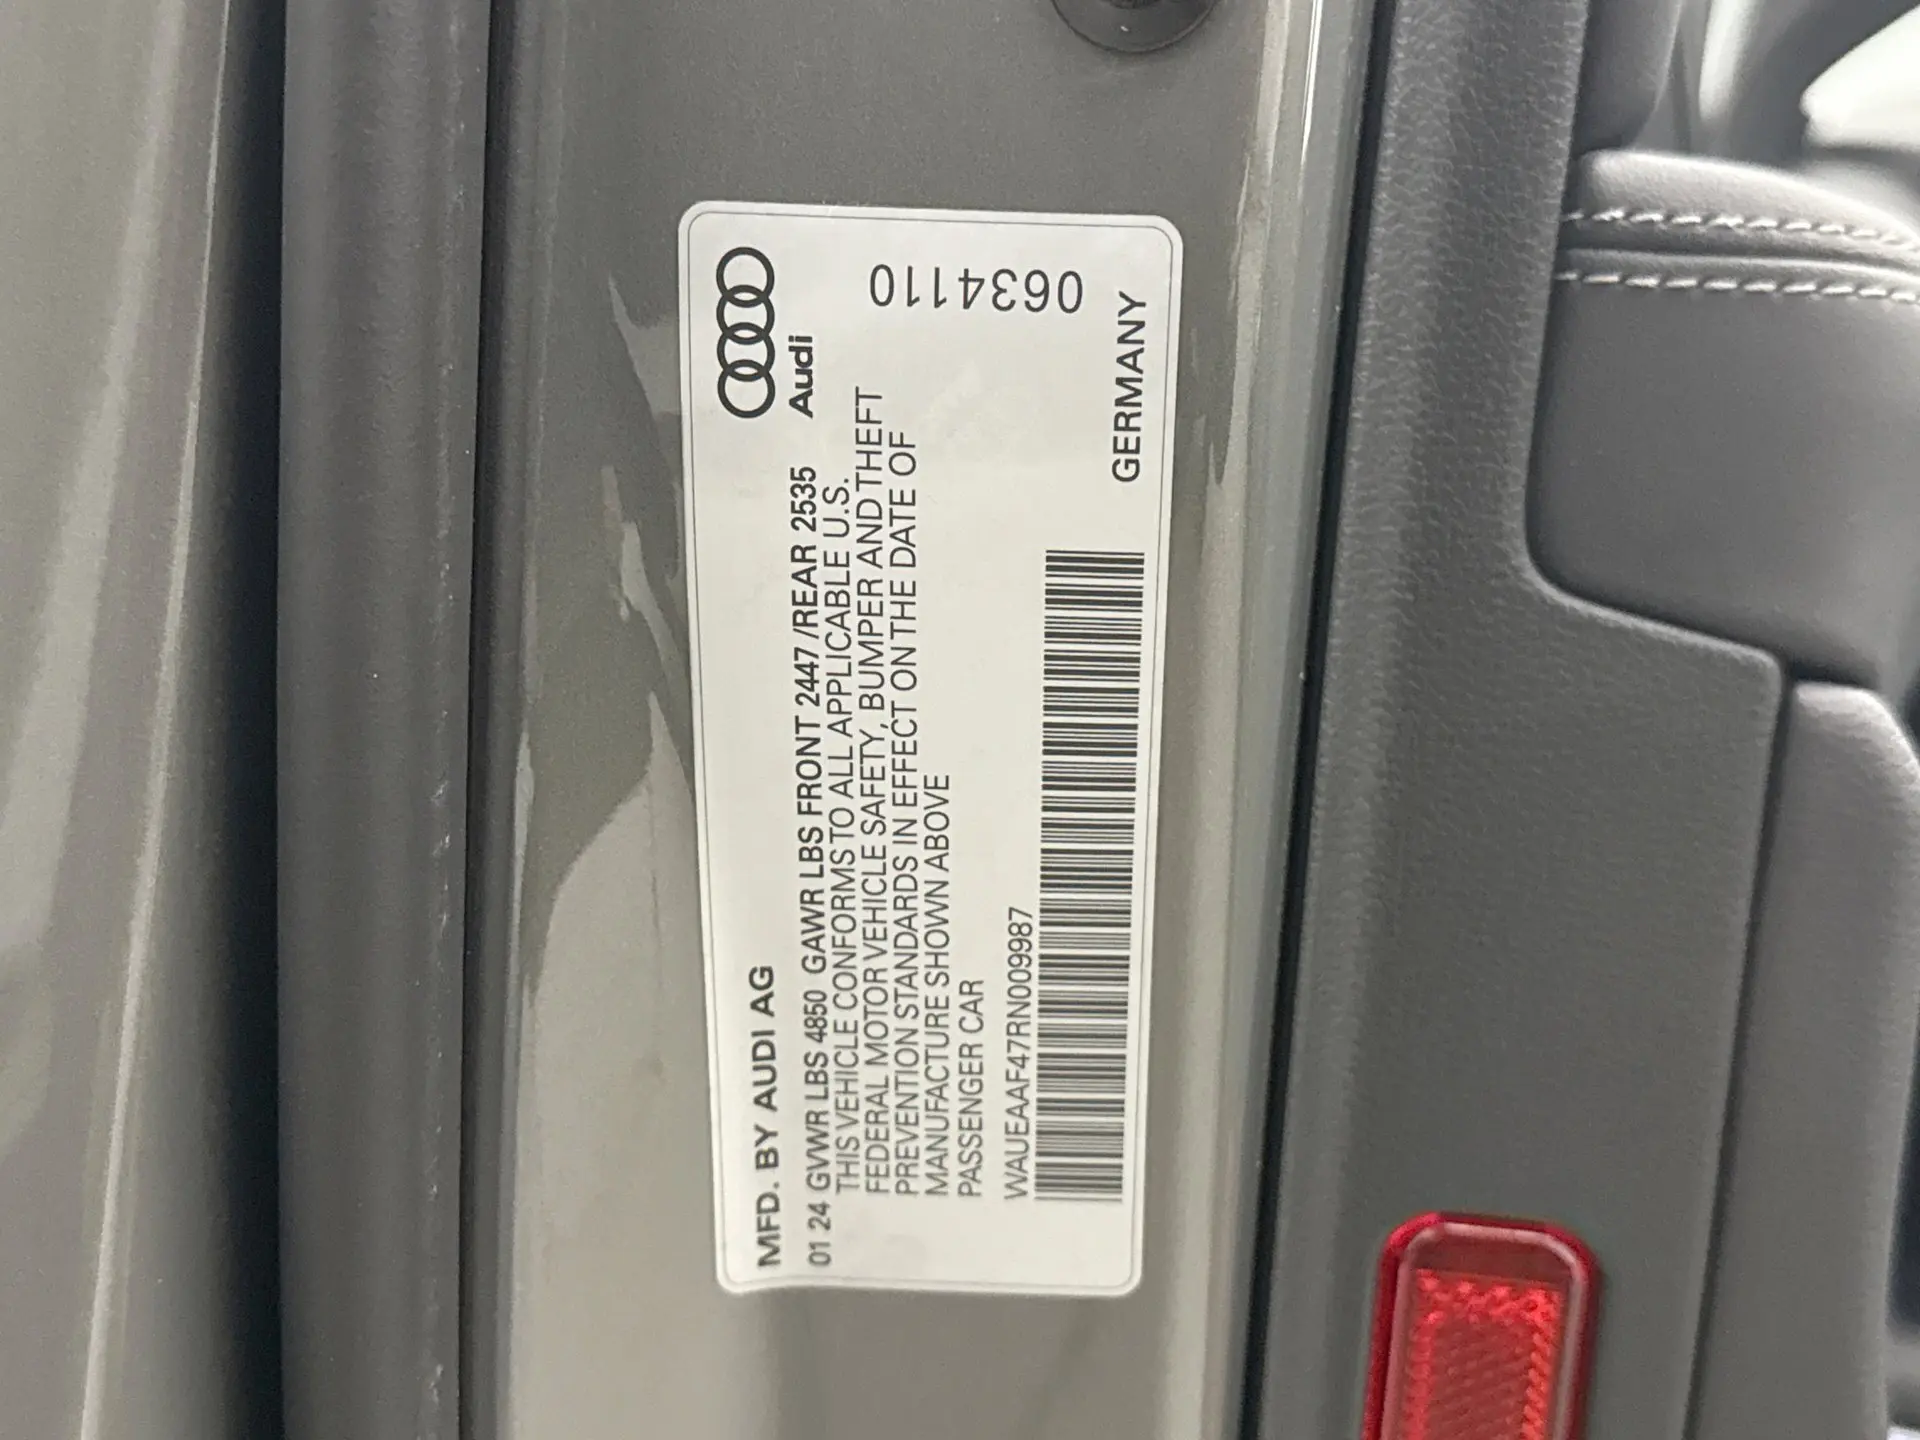 MFD. BY AUDI AG
Audi
01 24 GVWR LBS 4850 GAWR LBS FRONT 2447 /REAR 2535
THIS VEHICLE CONFORMS TO ALL APPLICABLE U.S.
FEDERAL MOTOR VEHICLE SAFETY, BUMPER AND THEFT
PREVENTION STANDARDS IN EFFECT ON THE DATE OF
MANUFACTURE SHOWN ABOVE
PASSENGER CAR
0634110
WAUEAAF47RN009987
GERMANY